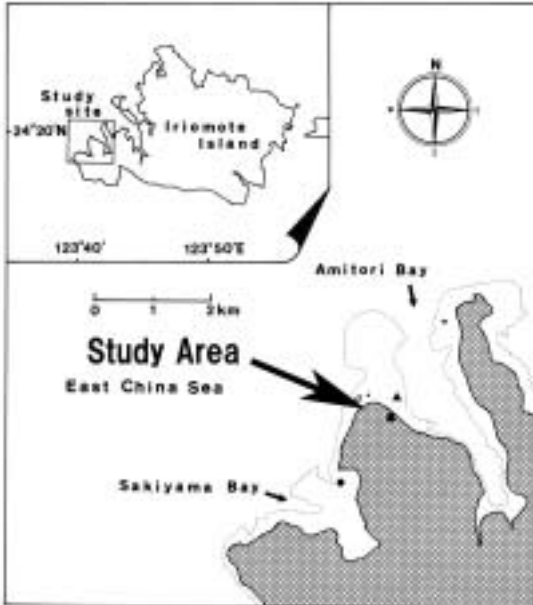 Study
site
24°20'N
Iriomote
Island
123°40'
123°50'E
N
Amitori Bay
0 1 2km
Study Area
East China Sea
Sakiyama Bay